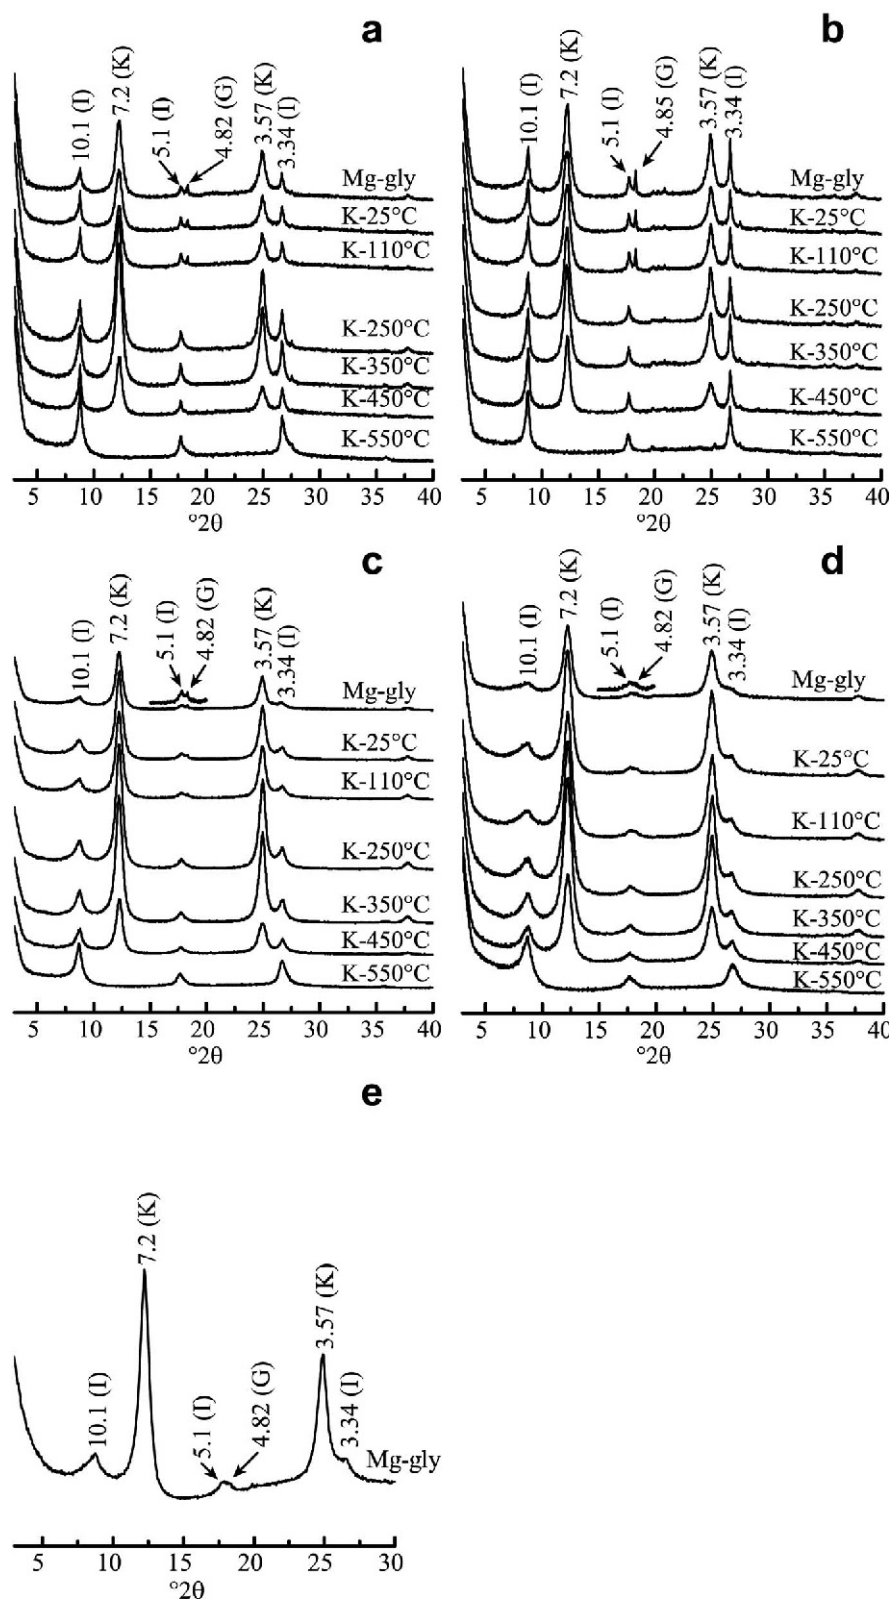 a
10.1 (I)
7.2 (K)
5.1 (I)
4.82 (G)
3.57 (K)
3.34 (I)
Mg-gly
K-25°C
K-110°C
K-250°C
K-350°C
K-450°C
K-550°C
5 10 15 20 25 30 35 40
°2θ
b
10.1 (I)
7.2 (K)
5.1 (I)
4.85 (G)
3.57 (K)
3.34 (I)
Mg-gly
K-25°C
K-110°C
K-250°C
K-350°C
K-450°C
K-550°C
5 10 15 20 25 30 35 40
°2θ
c
10.1 (I)
7.2 (K)
5.1 (I)
4.82 (G)
3.57 (K)
3.34 (I)
Mg-gly
K-25°C
K-110°C
K-250°C
K-350°C
K-450°C
K-550°C
5 10 15 20 25 30 35 40
°2θ
d
10.1 (I)
7.2 (K)
5.1 (I)
4.82 (G)
3.57 (K)
3.34 (I)
Mg-gly
K-25°C
K-110°C
K-250°C
K-350°C
K-450°C
K-550°C
5 10 15 20 25 30 35 40
°2θ
e
10.1 (I)
7.2 (K)
5.1 (I)
4.82 (G)
3.57 (K)
3.34 (I)
Mg-gly
5 10 15 20 25 30
°2θ